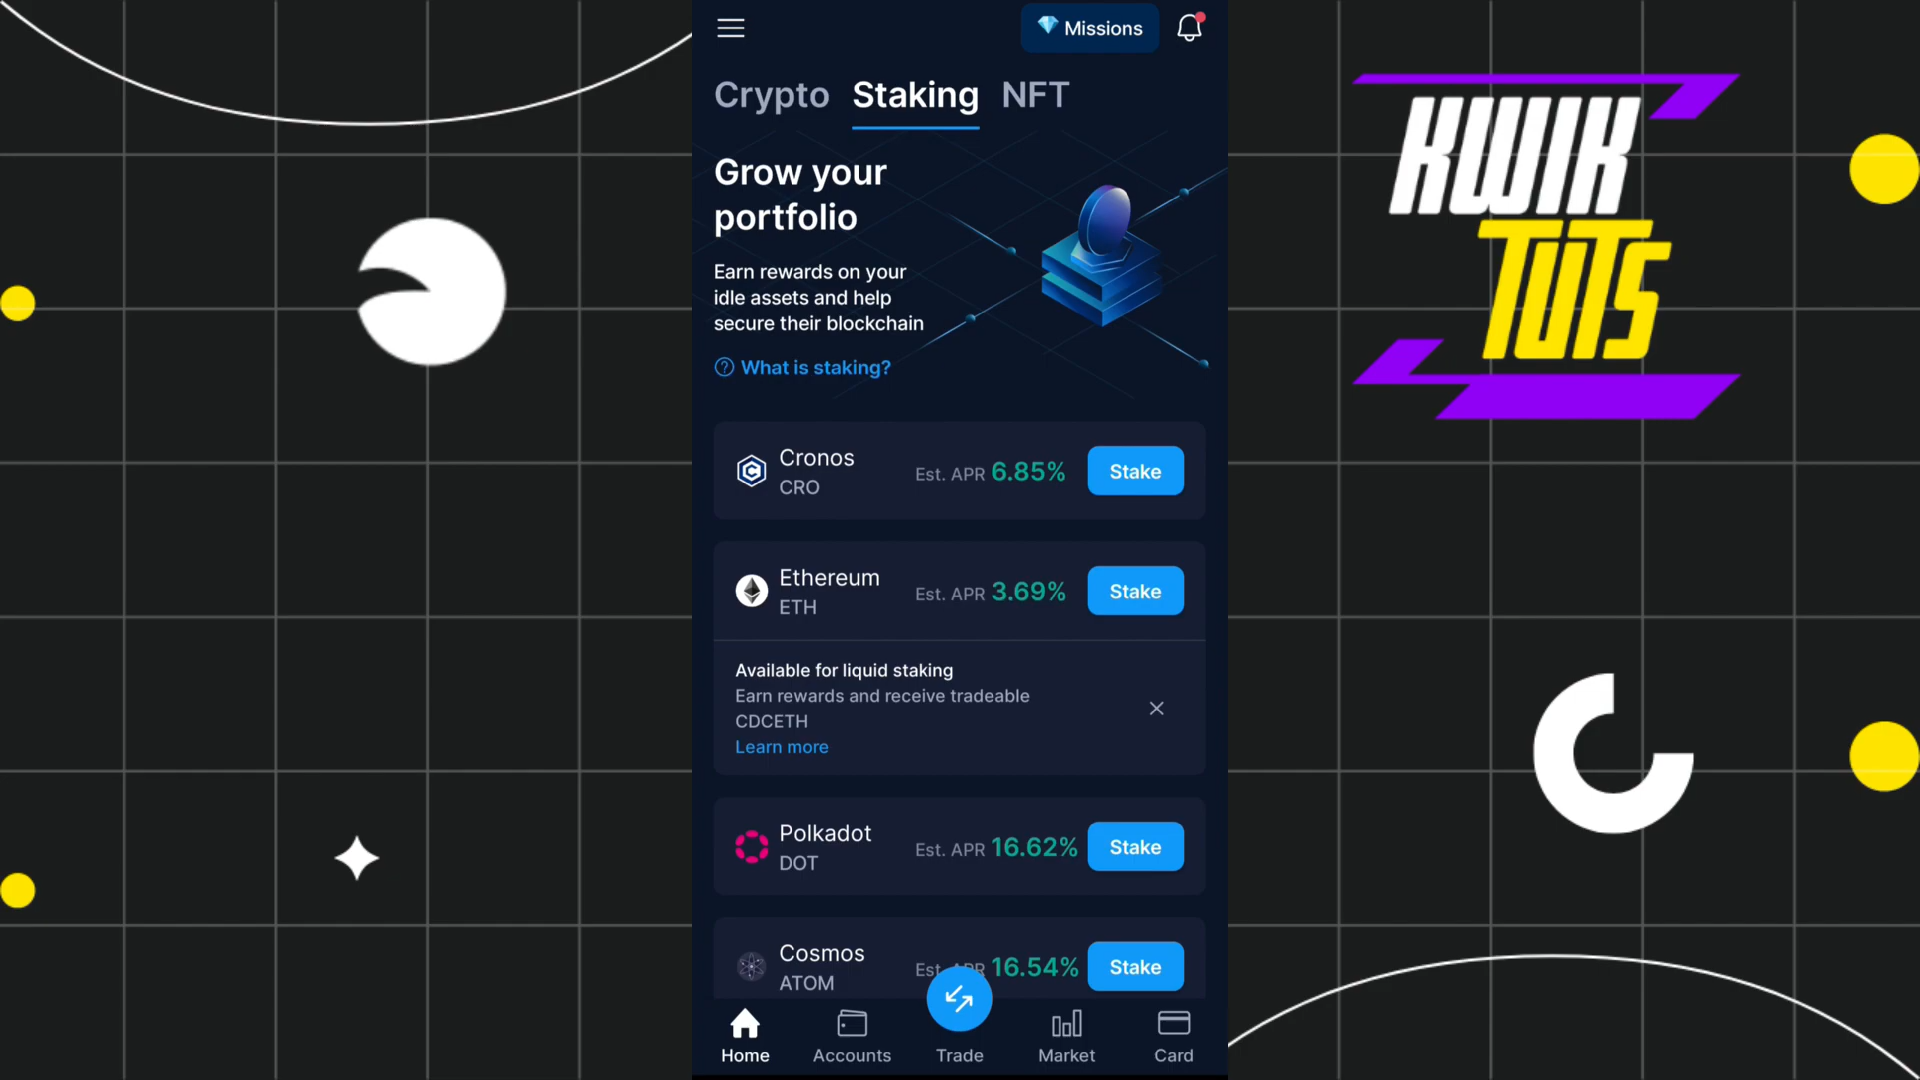 Missions
Crypto Staking NFT
Grow your
portfolio
Earn rewards on your
idle assets and help
secure their blockchain
? What is staking?
Cronos
CRO
Est. APR 6.85%
Stake
Ethereum
ETH
Est. APR 3.69%
Stake
Available for liquid staking
Earn rewards and receive tradeable
CDCETH
Learn more
Polkadot
DOT
Est. APR 16.62%
Stake
Cosmos
ATOM
Est. APR 16.54%
Stake
Home Accounts Trade Market Card
KWIK
TUTS